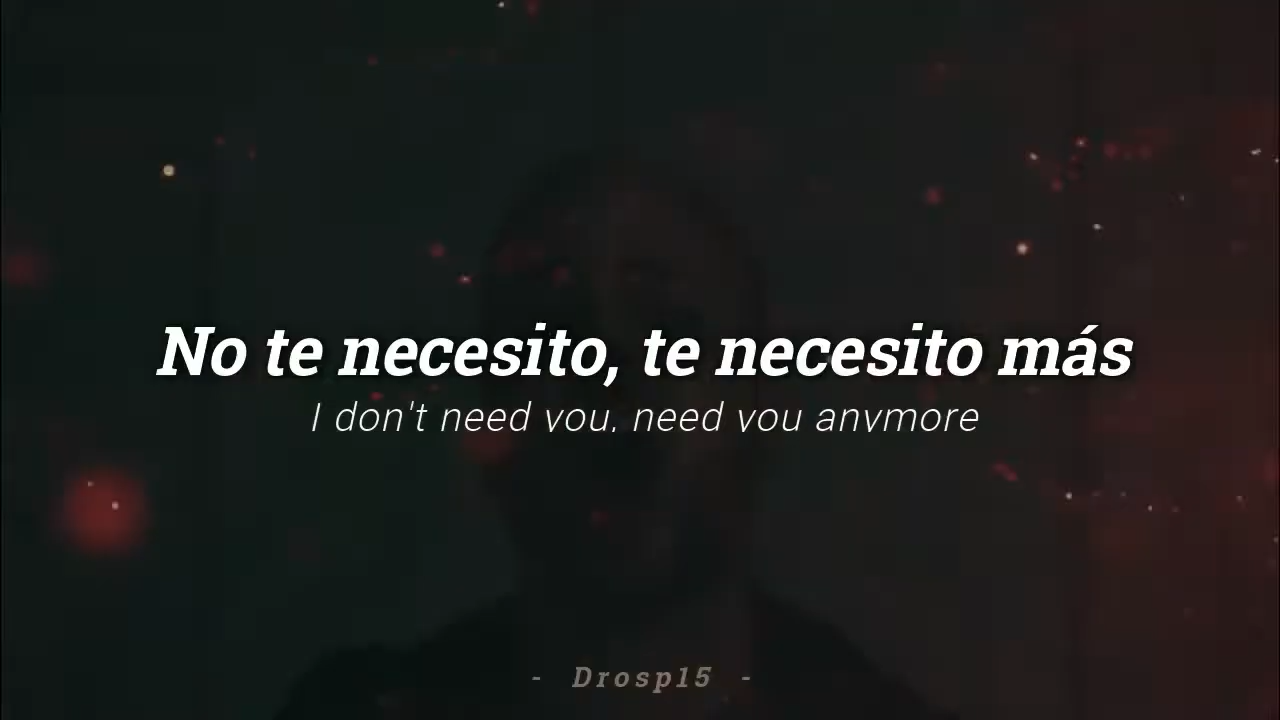 No te necesito, te necesito más
I don't need you, need you anymore
- Drosp15 -